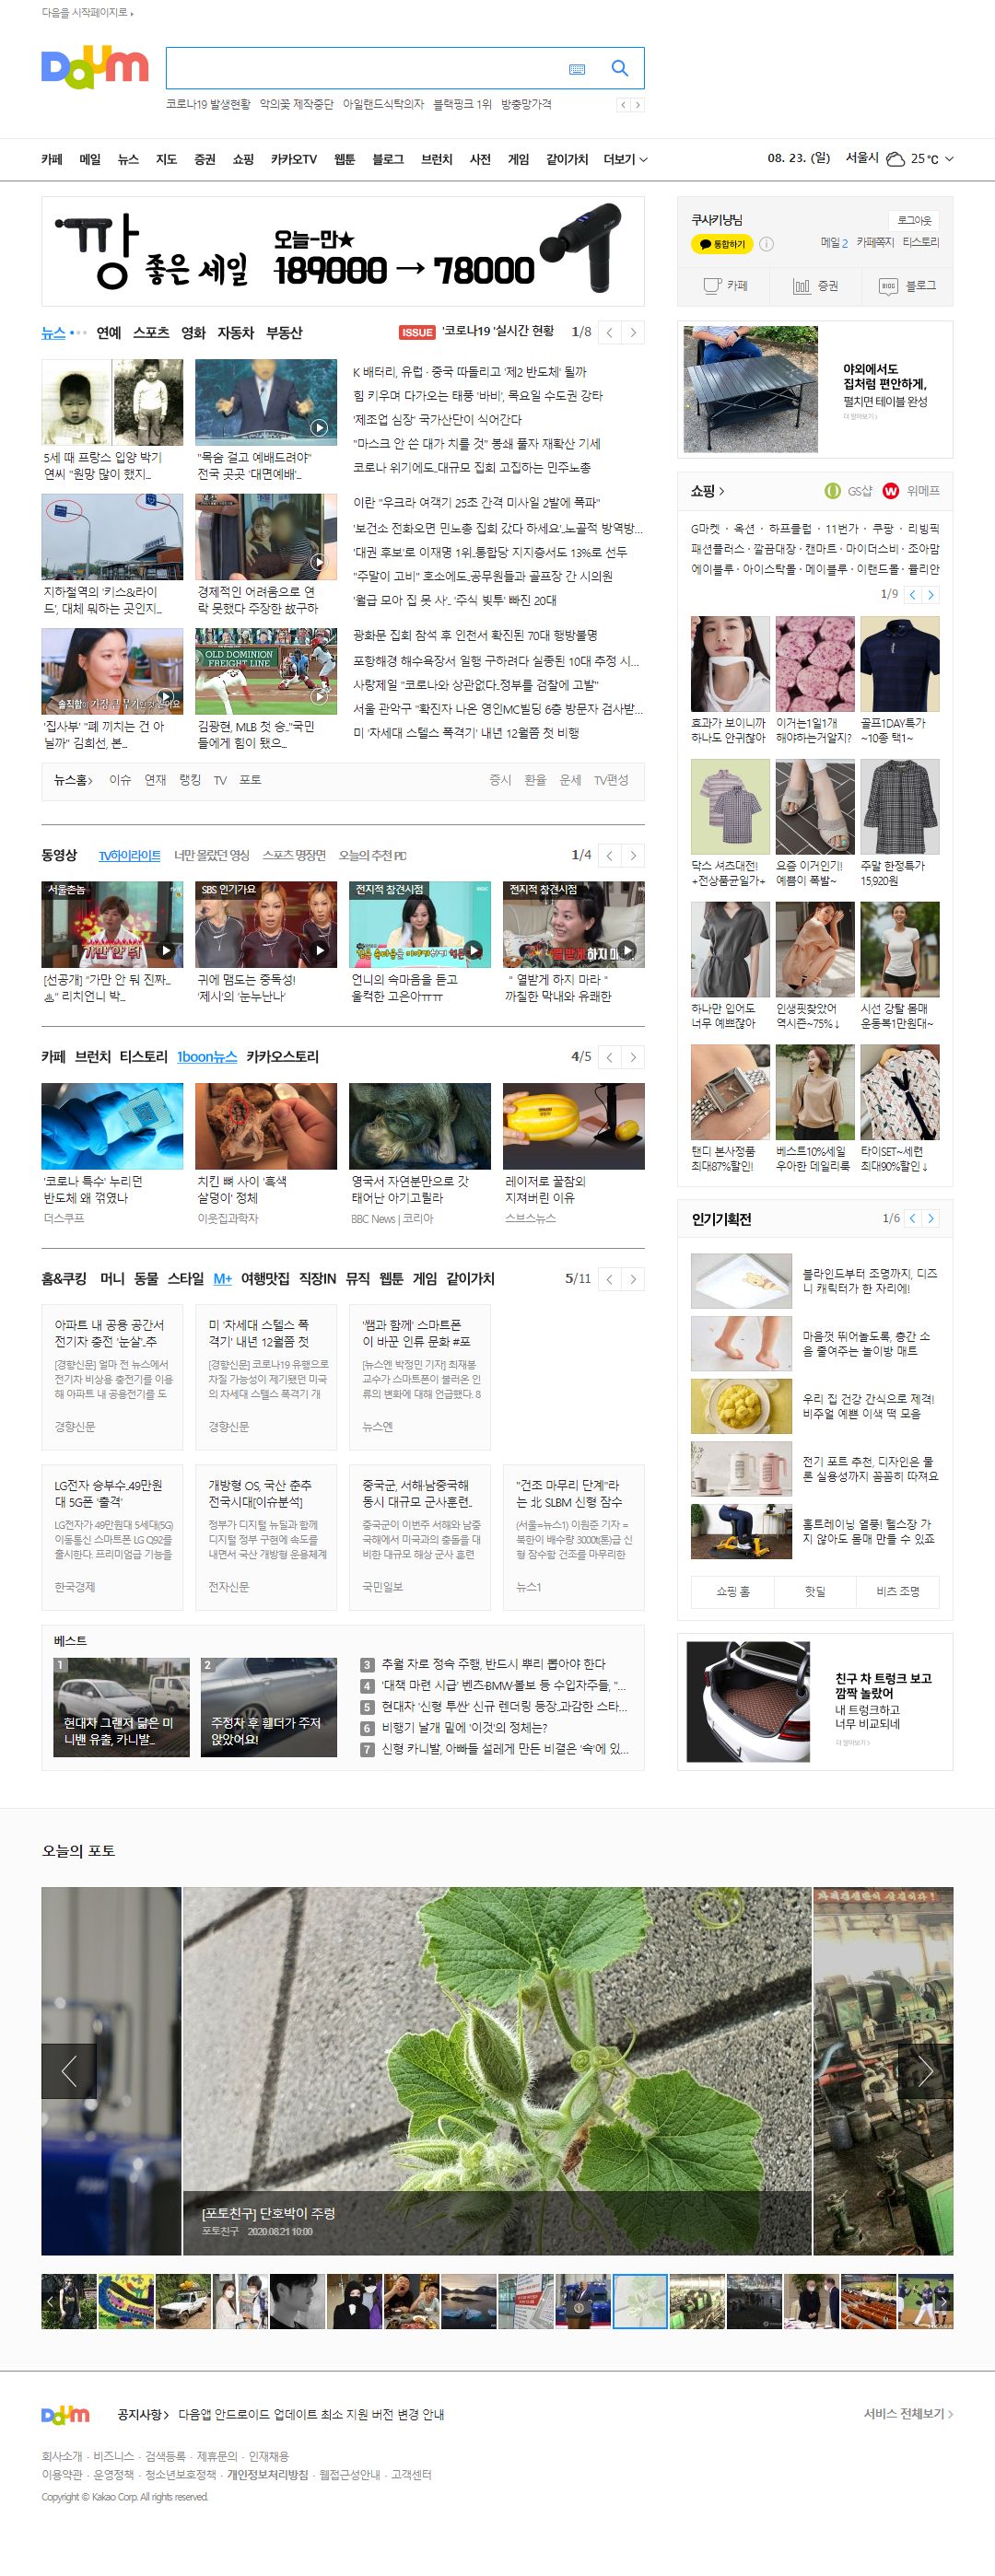 다음을 시작페이지로
Daum
코로나19 발생현황 악의꽃 제작중단 아일랜드식탁의자 블랙핑크 1위 방충망가격
카페 메일 뉴스 지도 증권 쇼핑 카카오TV 웹툰 블로그 브런치 사전 게임 같이가치 더보기
08. 23. (일) 서울시 25℃
깡 좋은 세일
오늘-만★
189000 → 78000
쿠사키냥님
로그아웃
통합하기
메일 2 카페쪽지 티스토리
카페 증권 블로그
뉴스 연예 스포츠 영화 자동차 부동산
ISSUE '코로나19 '실시간 현황 1/8
5세 때 프랑스 입양 박기
연씨 "원망 많이 했지...
"목숨 걸고 예배드려야"
전국 곳곳 '대면예배'...
지하철역의 '키스&라이
드', 대체 뭐하는 곳인지...
경제적인 어려움으로 연
락 못했다 주장한 故구하
'집사부' "폐 끼치는 건 아
닐까" 김희선, 본...
OLD DOMINION
FREIGHT LINE
김광현, MLB 첫 승.."국민
들에게 힘이 됐으...
K 배터리, 유럽·중국 따돌리고 '제2 반도체' 될까
힘 키우며 다가오는 태풍 '바비', 목요일 수도권 강타
'제조업 심장' 국가산단이 식어간다
"마스크 안 쓴 대가 치를 것" 봉쇄 풀자 재확산 기세
코로나 위기에도..대규모 집회 고집하는 민주노총
이란 "우크라 여객기 25초 간격 미사일 2발에 폭파"
'보건소 전화오면 민노총 집회 갔다 하세요'..노골적 방역방...
'대권 후보'로 이재명 1위..통합당 지지층서도 13%로 선두
"주말이 고비" 호소에도..공무원들과 골프장 간 시의원
'월급 모아 집 못 사'.. '주식 빚투' 빠진 20대
광화문 집회 참석 후 인천서 확진된 70대 행방불명
포항해경 해수욕장서 일행 구하려다 실종된 10대 추정 시...
사랑제일 "코로나와 상관없다..정부를 검찰에 고발"
서울 관악구 "확진자 나온 영인MC빌딩 6층 방문자 검사받...
미 '차세대 스텔스 폭격기' 내년 12월쯤 첫 비행
뉴스홈 이슈 연재 랭킹 TV 포토
증시 환율 운세 TV편성
야외에서도
집처럼 편안하게,
펼치면 테이블 완성
더 알아보기 >
쇼핑
GS샵 위메프
G마켓 · 옥션 · 하프클럽 · 11번가 · 쿠팡 · 리빙픽
패션플러스 · 깔끔대장 · 캔마트 · 마이더스비 · 조아맘
에이블루 · 아이스탁몰 · 메이블루 · 이랜드몰 · 률리안
1/9
효과가 보이니까
하나도 안귀찮아
이거는1일1개
해야하는거알지?
골프1DAY특가
~10종 택1~
닥스 셔츠대전!
+전상품균일가+
요즘 이거인기!
예쁨이 폭발~
주말 한정특가
15,920원
하나만 입어도
너무 예쁘잖아
인생핏찾았어
역시즌~75%↓
시선 강탈 몸매
운동복1만원대~
탠디 본사정품
최대87%할인!
베스트10%세일
우아한 데일리룩
타이SET~세련
최대90%할인↓
동영상 TV하이라이트 너만 몰랐던 영상 스포츠 명장면 오늘의 추천 PD 1/4
서울촌놈
가만 안 둬
[선공개] "가만 안 둬 진짜...
♨" 리치언니 박...
SBS 인기가요
귀에 맴도는 중독성!
'제시'의 '눈누난나'
전지적 참견시점
언니의 속마음을 듣고
울컥한 고은아ㅠㅠ
전지적 참견시점
" 열받게 하지 마라 "
까칠한 막내와 유쾌한
카페 브런치 티스토리 1boon뉴스 카카오스토리 4/5
'코로나 특수' 누리던
반도체 왜 꺾였나
더스쿠프
치킨 뼈 사이 '흑색
살덩이' 정체
이웃집과학자
영국서 자연분만으로 갓
태어난 아기고릴라
BBC News | 코리아
레이저로 꿀참외
지져버린 이유
스브스뉴스
인기기획전 1/6
블라인드부터 조명까지, 디즈
니 캐릭터가 한 자리에!
마음껏 뛰어놀도록, 층간 소
음 줄여주는 놀이방 매트
우리 집 건강 간식으로 제격!
비주얼 예쁜 이색 떡 모음
전기 포트 추천, 디자인은 물
론 실용성까지 꼼꼼히 따져요
홈트레이닝 열풍! 헬스장 가
지 않아도 몸매 만들 수 있죠
쇼핑 홈 핫딜 비츠 조명
홈&쿠킹 머니 동물 스타일 M+ 여행맛집 직장IN 뮤직 웹툰 게임 같이가치 5/11
아파트 내 공용 공간서
전기차 충전 '눈살'..추
[경향신문] 얼마 전 뉴스에서
전기차 비상용 충전기를 이용
해 아파트 내 공용전기를 도
경향신문
미 '차세대 스텔스 폭
격기' 내년 12월쯤 첫
[경향신문] 코로나19 유행으로
차질 가능성이 제기됐던 미국
의 차세대 스텔스 폭격기 개
경향신문
'쌤과 함께' 스마트폰
이 바꾼 인류 문화 #포
[뉴스엔 박정민 기자] 최재붕
교수가 스마트폰이 불러온 인
류의 변화에 대해 언급했다. 8
뉴스엔
LG전자 승부수..49만원
대 5G폰 '출격'
LG전자가 49만원대 5세대(5G)
이동통신 스마트폰 LG Q92를
출시한다. 프리미엄급 기능을
한국경제
개방형 OS, 국산 춘추
전국시대[이슈분석]
정부가 디지털 뉴딜과 함께
디지털 정부 구현에 속도를
내면서 국산 개방형 운용체계
전자신문
중국군, 서해·남중국해
동시 대규모 군사훈련..
중국군이 이번주 서해와 남중
국해에서 미국과의 충돌을 대
비한 대규모 해상 군사 훈련
국민일보
"건조 마무리 단계"라
는 北 SLBM 신형 잠수
(서울=뉴스1) 이원준 기자 =
북한이 배수량 3000t(톤)급 신
형 잠수함 건조를 마무리한
뉴스1
베스트
1
현대차 그랜저 닮은 미
니밴 유출, 카니발...
2
주정차 후 휀더가 주저
앉았어요!
3 추월 차로 정속 주행, 반드시 뿌리 뽑아야 한다
4 '대책 마련 시급' 벤츠·BMW·볼보 등 수입자주들, "...
5 현대차 '신형 투싼' 신규 렌더링 등장..과감한 스타...
6 비행기 날개 밑에 '이것'의 정체는?
7 신형 카니발, 아빠들 설레게 만든 비결은 '속'에 있...
친구 차 트렁크 보고
깜짝 놀랐어
내 트렁크하고
너무 비교되네
더 알아보기 >
오늘의 포토
[포토친구] 단호박이 주렁
포토친구 2020.08.21 10:00
Daum 공지사항 다음앱 안드로이드 업데이트 최소 지원 버전 변경 안내
서비스 전체보기
회사소개 · 비즈니스 · 검색등록 · 제휴문의 · 인재채용
이용약관 · 운영정책 · 청소년보호정책 · 개인정보처리방침 · 웹접근성안내 · 고객센터
Copyright © Kakao Corp. All rights reserved.